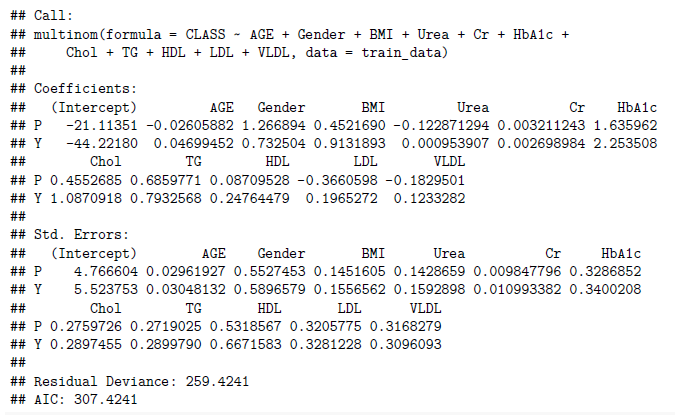 ## Call:
## multinom(formula = CLASS ~ AGE + Gender + BMI + Urea + Cr + HbA1c +
##     Chol + TG + HDL + LDL + VLDL, data = train_data)
##
## Coefficients:
##   (Intercept)         AGE   Gender       BMI         Urea          Cr    HbA1c
## P   -21.11351 -0.02605882 1.266894 0.4521690 -0.122871294 0.003211243 1.635962
## Y   -44.22180  0.04699452 0.732504 0.9131893  0.000953907 0.002698984 2.253508
##        Chol        TG        HDL        LDL       VLDL
## P 0.4552685 0.6859771 0.08709528 -0.3660598 -0.1829501
## Y 1.0870918 0.7932568 0.24764479  0.1965272  0.1233282
##
## Std. Errors:
##   (Intercept)        AGE    Gender       BMI      Urea          Cr     HbA1c
## P    4.766604 0.02961927 0.5527453 0.1451605 0.1428659 0.009847796 0.3286852
## Y    5.523753 0.03048132 0.5896579 0.1556562 0.1592898 0.010993382 0.3400208
##        Chol        TG       HDL       LDL      VLDL
## P 0.2759726 0.2719025 0.5318567 0.3205775 0.3168279
## Y 0.2897455 0.2899790 0.6671583 0.3281228 0.3096093
##
## Residual Deviance: 259.4241
## AIC: 307.4241